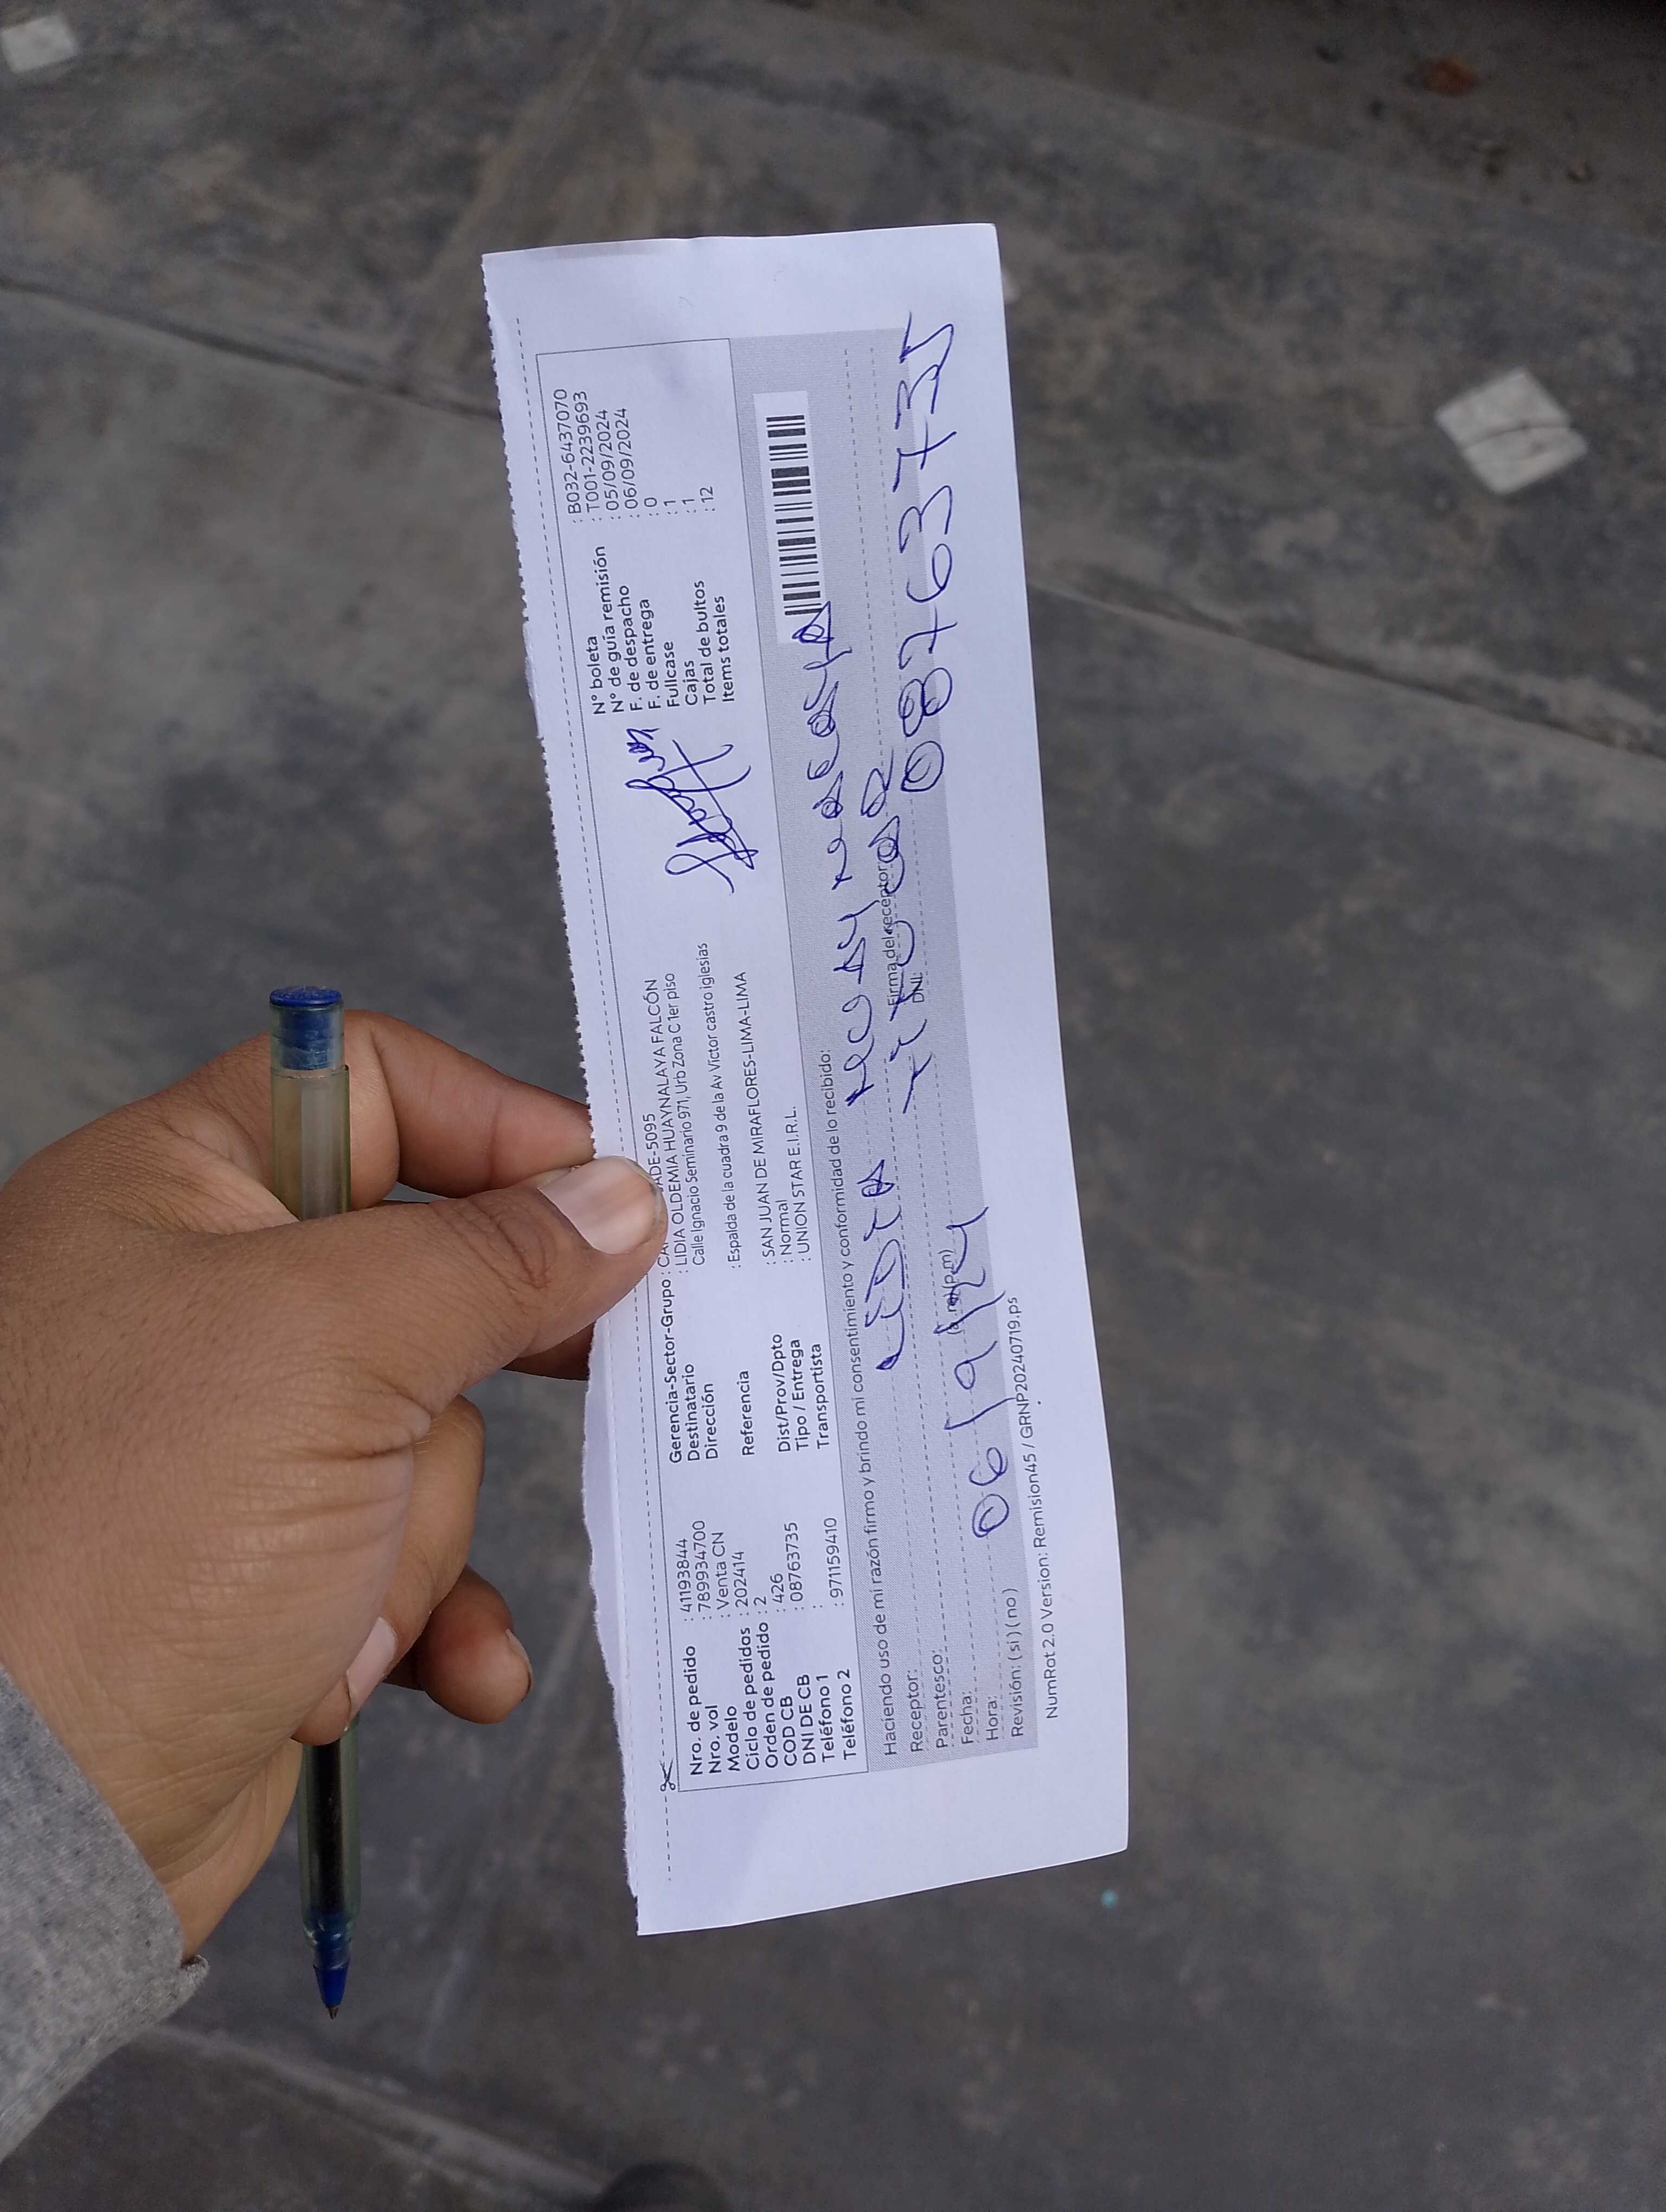 Nro. de pedido : 41193844
Nro. vol : 789934700
Modelo : Venta CN
Ciclo de pedidas : 202414
Orden de pedido : 2
COD CB : 426
DNI DE CB : 08763735
Teléfono 1 :
Teléfono 2 : 971159410
Gerencia-Sector-Grupo : ADE-5095
Destinatario : LIDIA OLDEMIA HUAYNALAYA FALCÓN
Dirección Calle Ignacio Seminario 971, Urb Zona C 1er piso
Referencia : Espalda de la cuadra 9 de la Av Victor castro iglesias
Dist/Prov/Dpto : SAN JUAN DE MIRAFLORES-LIMA-LIMA
Tipo / Entrega : Normal
Transportista : UNION STAR E.I.R.L.
N° boleta : B032-6437070
N° de guía remisión : T001-2239693
F. de despacho : 05/09/2024
F. de entrega : 06/09/2024
Fullcase : 0
Cajas : 1
Total de bultos : 1
Items totales : 12
Haciendo uso de mi razón firmo y brindo mi consentimiento y conformidad de lo recibido:
Receptor:
Parentesco:
Firma del receptor
DNI: 08763735
Fecha: 06/9/24
Hora: (a.m)(p.m)
Revisión: ( si ) ( no )
NumRot 2.0 Version: Remision45 / GRNP20240719.ps